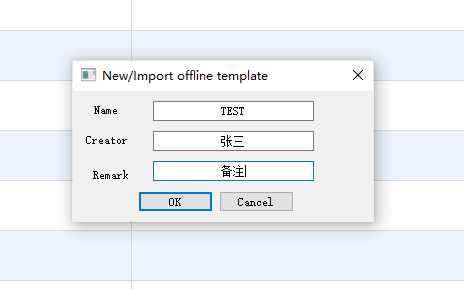 New/Import offline template
Name
TEST
Creator
张三
Remark
备注
OK
Cancel